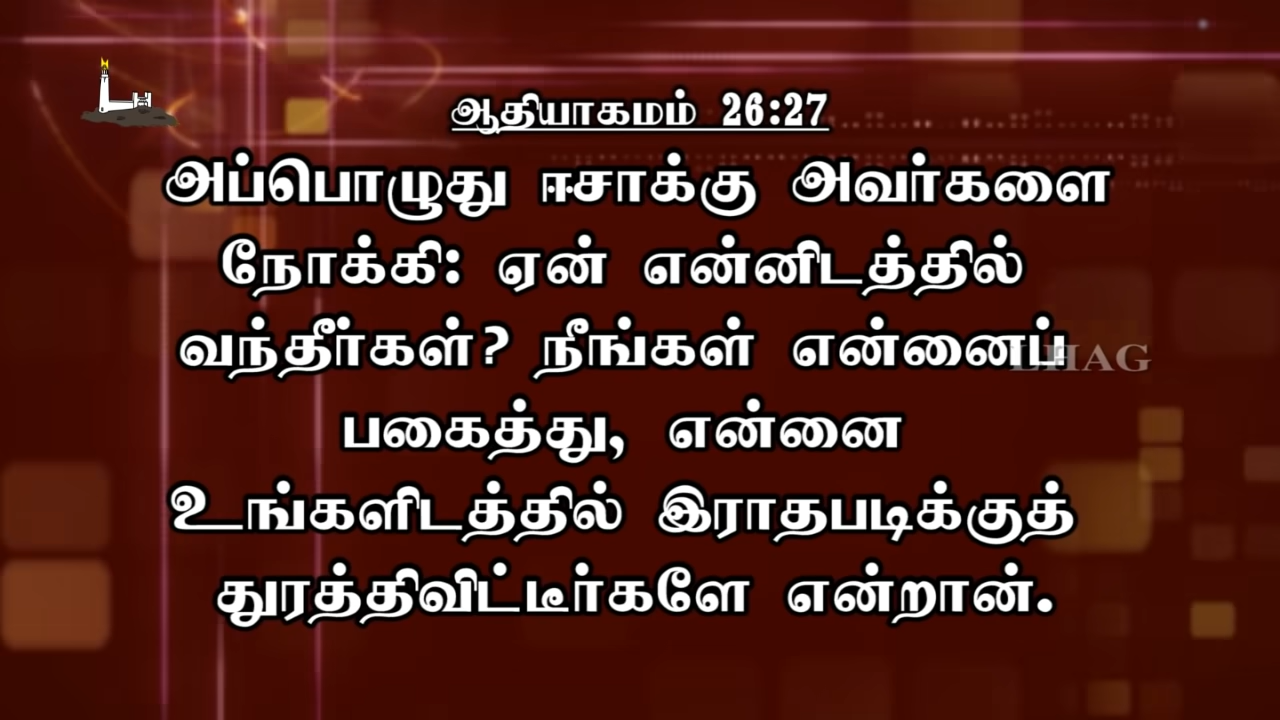 ஆதியாகமம் 26:27
அப்பொழுது ஈசாக்கு அவர்களை
நோக்கி: ஏன் என்னிடத்தில்
வந்தீர்கள்? நீங்கள் என்னைப்
LHAG
பகைத்து, என்னை
உங்களிடத்தில் இராதபடிக்குத்
துரத்திவிட்டீர்களே என்றான்.